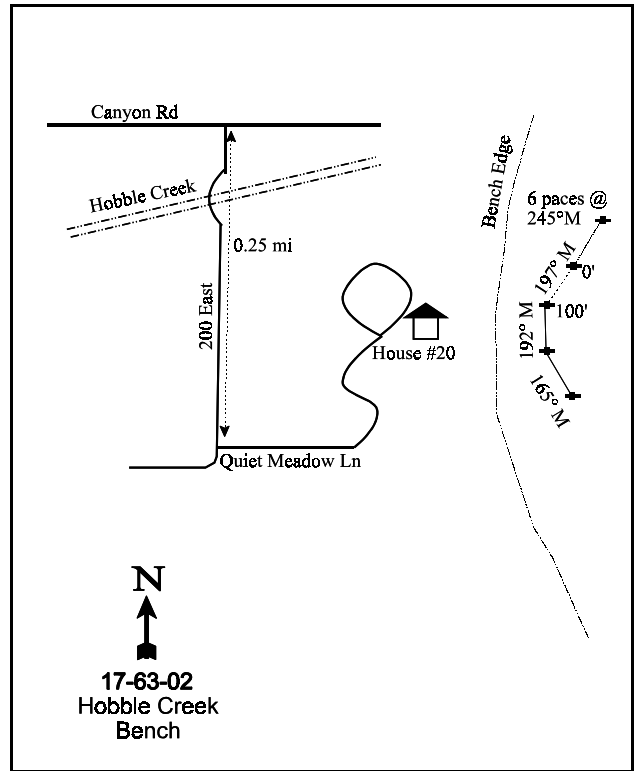 Canyon Rd
Hobble Creek
0.25 mi
200 East
House #20
Quiet Meadow Ln
Bench Edge
6 paces @
245°M
197° M
0'
100'
192° M
165° M
N
17-63-02
Hobble Creek
Bench